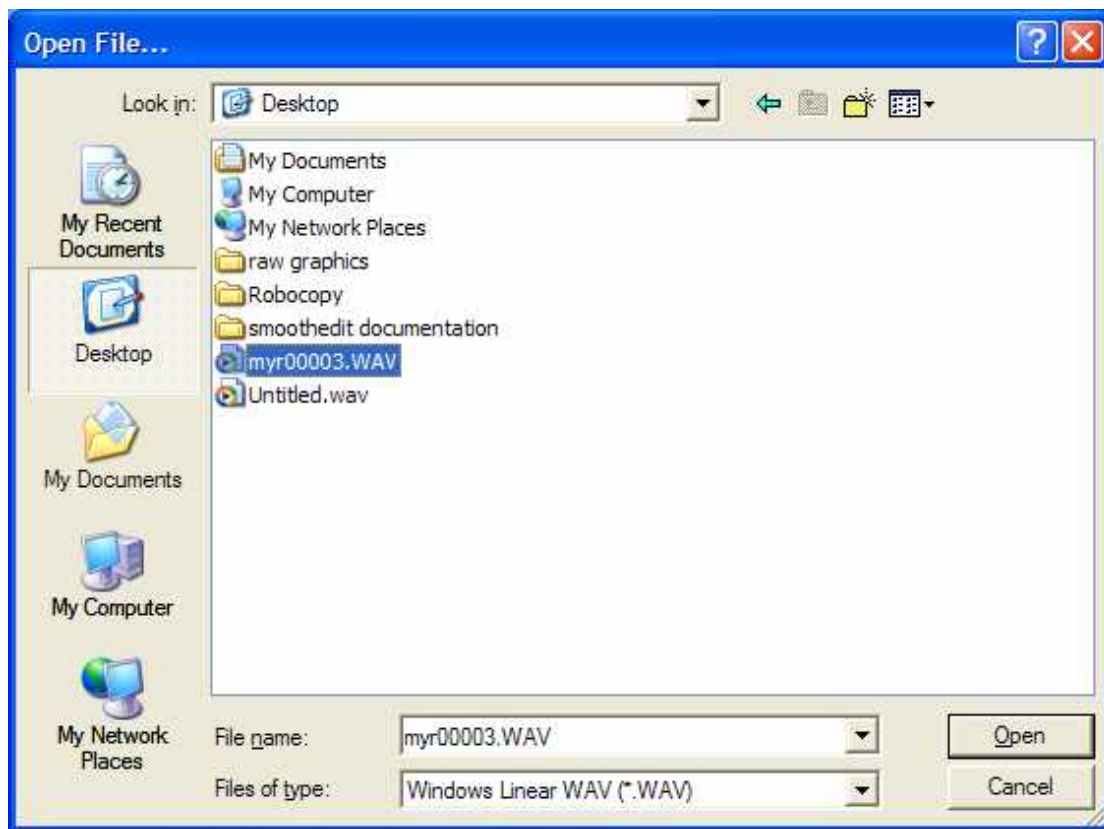 Open File...
Look in:
Desktop
My Recent
Documents
Desktop
My Documents
My Computer
My Network
Places
My Documents
My Computer
My Network Places
raw graphics
Robocopy
smoothedit documentation
myr00003.WAV
Untitled.wav
File name:
myr00003.WAV
Open
Files of type:
Windows Linear WAV (*.WAV)
Cancel